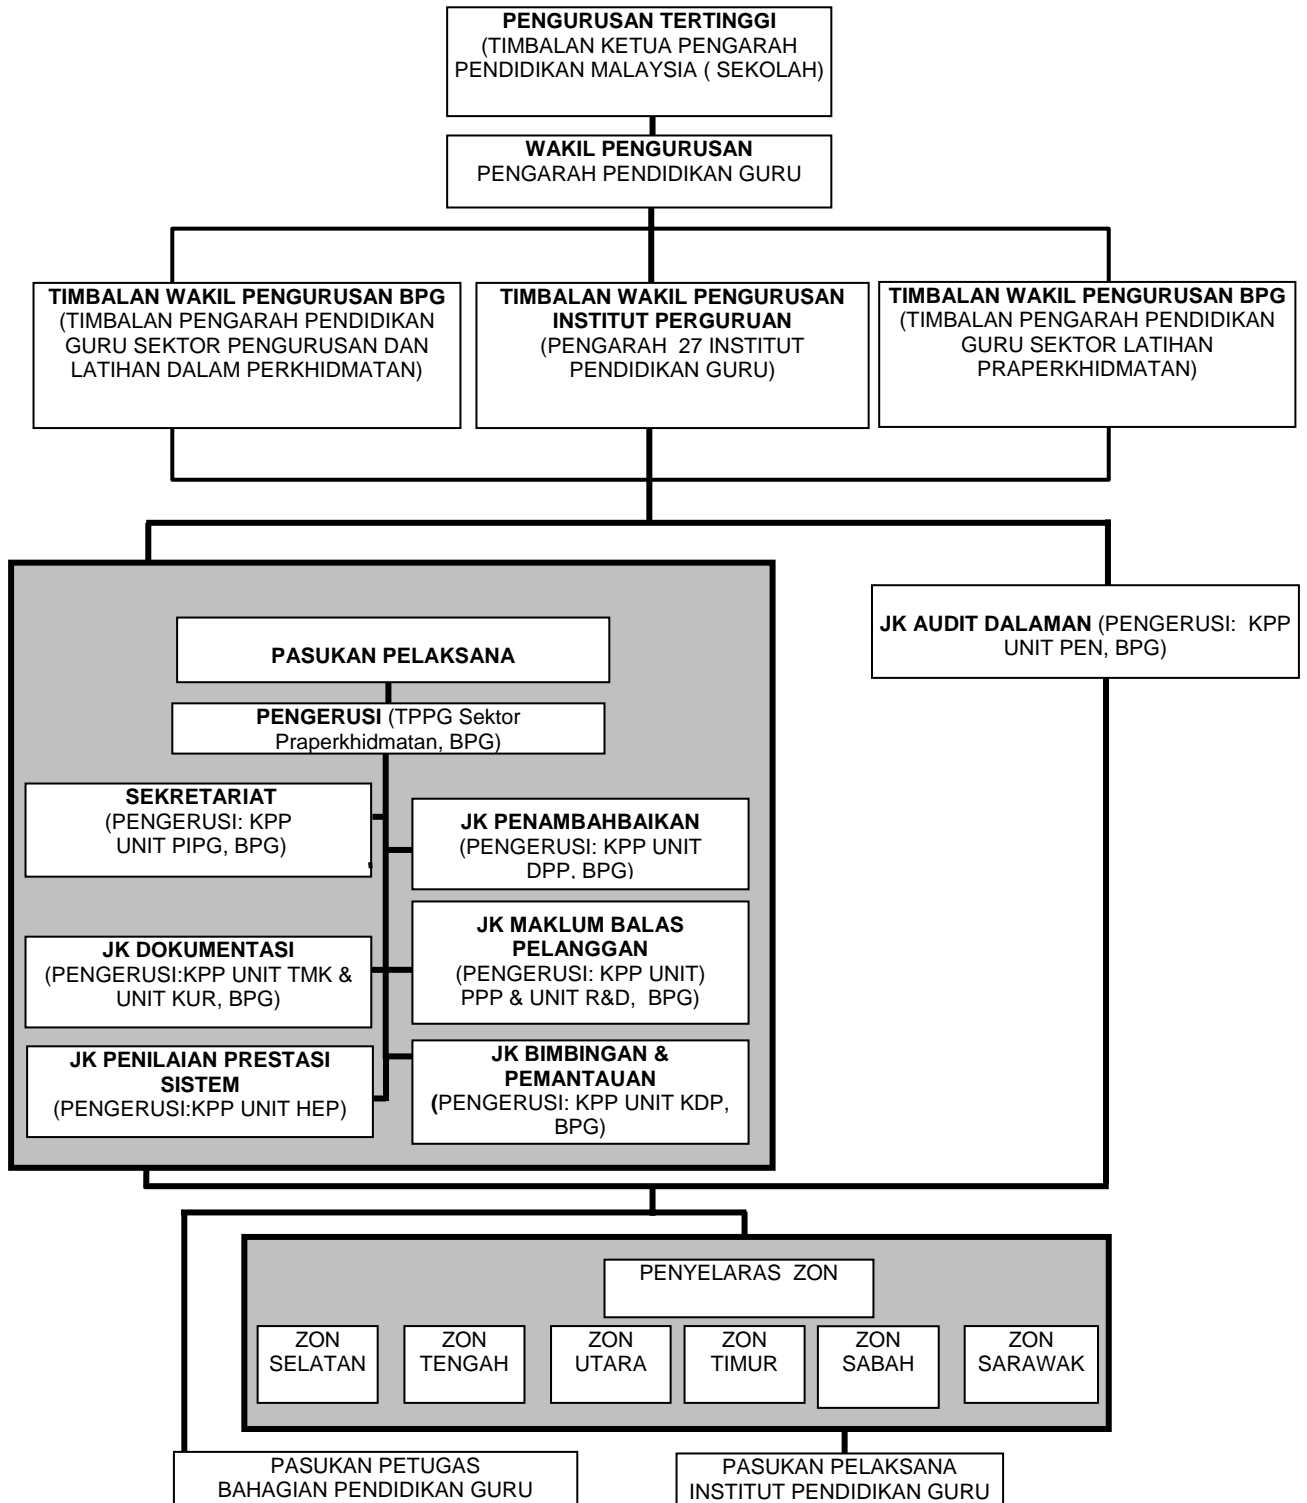 PENGURUSAN TERTINGGI
(TIMBALAN KETUA PENGARAH
PENDIDIKAN MALAYSIA ( SEKOLAH)
WAKIL PENGURUSAN
PENGARAH PENDIDIKAN GURU
TIMBALAN WAKIL PENGURUSAN BPG
(TIMBALAN PENGARAH PENDIDIKAN
GURU SEKTOR PENGURUSAN DAN
LATIHAN DALAM PERKHIDMATAN)
TIMBALAN WAKIL PENGURUSAN
INSTITUT PERGURUAN
(PENGARAH 27 INSTITUT
PENDIDIKAN GURU)
TIMBALAN WAKIL PENGURUSAN BPG
(TIMBALAN PENGARAH PENDIDIKAN
GURU SEKTOR LATIHAN
PRAPERKHIDMATAN)
PASUKAN PELAKSANA
PENGERUSI (TPPG Sektor
Praperkhidmatan, BPG)
SEKRETARIAT
(PENGERUSI: KPP
UNIT PIPG, BPG)
JK PENAMBAHBAIKAN
(PENGERUSI: KPP UNIT
DPP, BPG)
JK DOKUMENTASI
(PENGERUSI:KPP UNIT TMK &
UNIT KUR, BPG)
JK MAKLUM BALAS
PELANGGAN
(PENGERUSI: KPP UNIT)
PPP & UNIT R&D, BPG)
JK PENILAIAN PRESTASI
SISTEM
(PENGERUSI:KPP UNIT HEP)
JK BIMBINGAN &
PEMANTAUAN
(PENGERUSI: KPP UNIT KDP,
BPG)
JK AUDIT DALAMAN (PENGERUSI: KPP
UNIT PEN, BPG)
PENYELARAS ZON
ZON
SELATAN
ZON
TENGAH
ZON
UTARA
ZON
TIMUR
ZON
SABAH
ZON
SARAWAK
PASUKAN PETUGAS
BAHAGIAN PENDIDIKAN GURU
PASUKAN PELAKSANA
INSTITUT PENDIDIKAN GURU